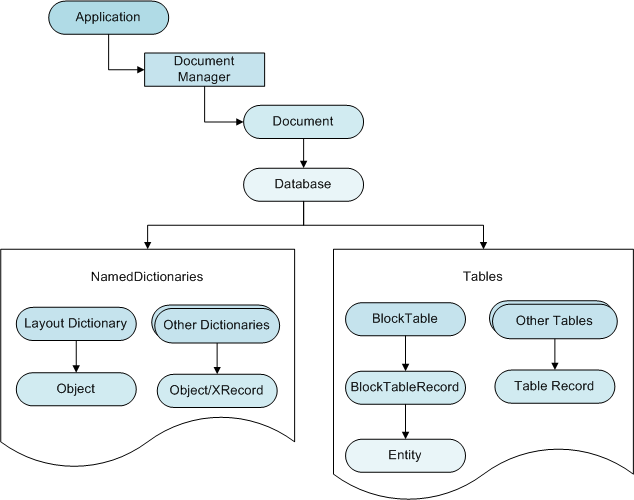 Application
Document
Manager
Document
Database
NamedDictionaries
Tables
Layout Dictionary
Other Dictionaries
Object
Object/XRecord
BlockTable
Other Tables
BlockTableRecord
Table Record
Entity